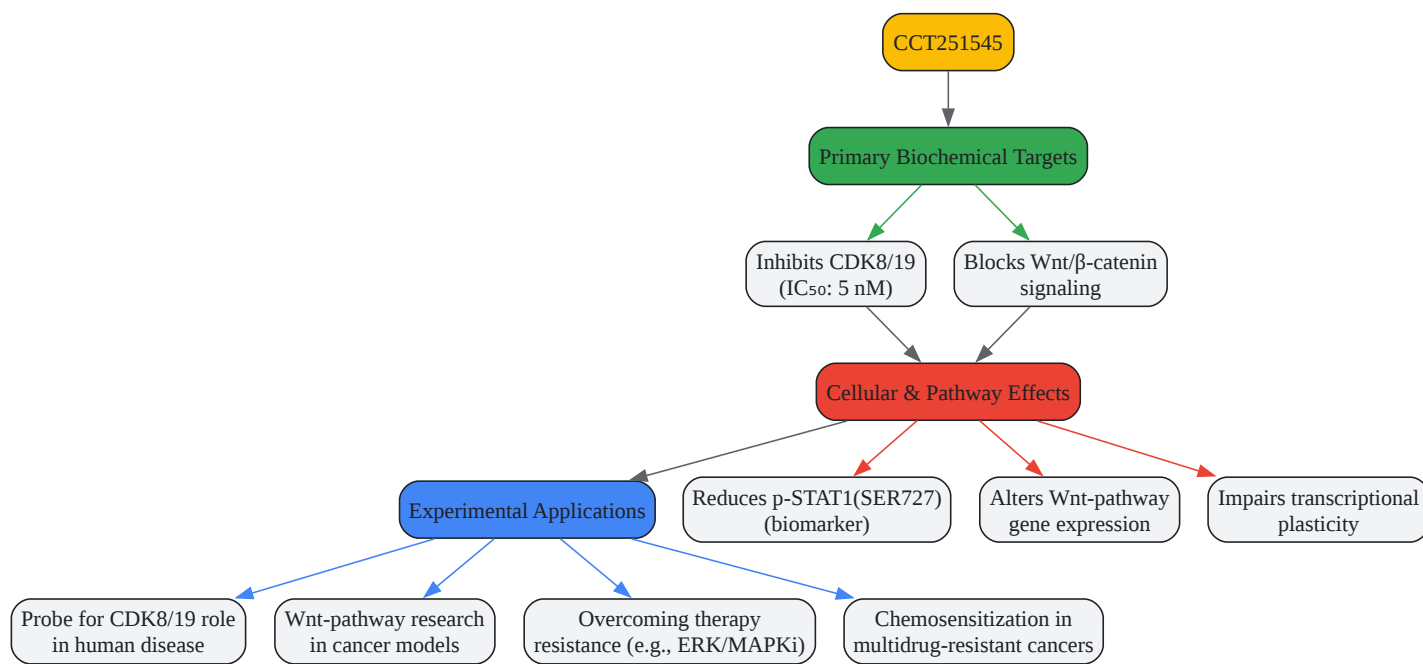 CCT251545
Primary Biochemical Targets
Inhibits CDK8/19
(IC₅₀: 5 nM)
Blocks Wnt/β-catenin
signaling
Cellular & Pathway Effects
Experimental Applications
Reduces p-STAT1(SER727)
(biomarker)
Alters Wnt-pathway
gene expression
Impairs transcriptional
plasticity
Probe for CDK8/19 role
in human disease
Wnt-pathway research
in cancer models
Overcoming therapy
resistance (e.g., ERK/MAPKi)
Chemosensitization in
multidrug-resistant cancers